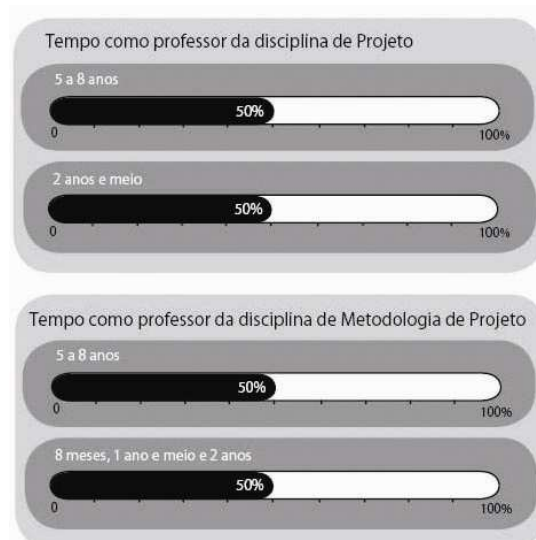 Tempo como professor da disciplina de Projeto
5 a 8 anos
50%
0 100%
2 anos e meio
50%
0 100%
Tempo como professor da disciplina de Metodologia de Projeto
5 a 8 anos
50%
0 100%
8 meses, 1 ano e meio e 2 anos
50%
0 100%